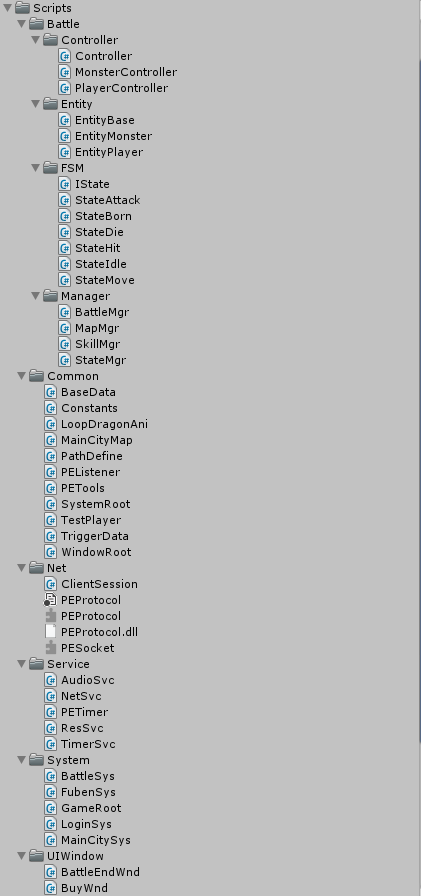 Scripts
Battle
Controller
Controller
MonsterController
PlayerController
Entity
EntityBase
EntityMonster
EntityPlayer
FSM
IState
StateAttack
StateBorn
StateDie
StateHit
StateIdle
StateMove
Manager
BattleMgr
MapMgr
SkillMgr
StateMgr
Common
BaseData
Constants
LoopDragonAni
MainCityMap
PathDefine
PEListener
PETools
SystemRoot
TestPlayer
TriggerData
WindowRoot
Net
ClientSession
PEProtocol
PEProtocol
PEProtocol.dll
PESocket
Service
AudioSvc
NetSvc
PETimer
ResSvc
TimerSvc
System
BattleSys
FubenSys
GameRoot
LoginSys
MainCitySys
UIWindow
BattleEndWnd
BuyWnd